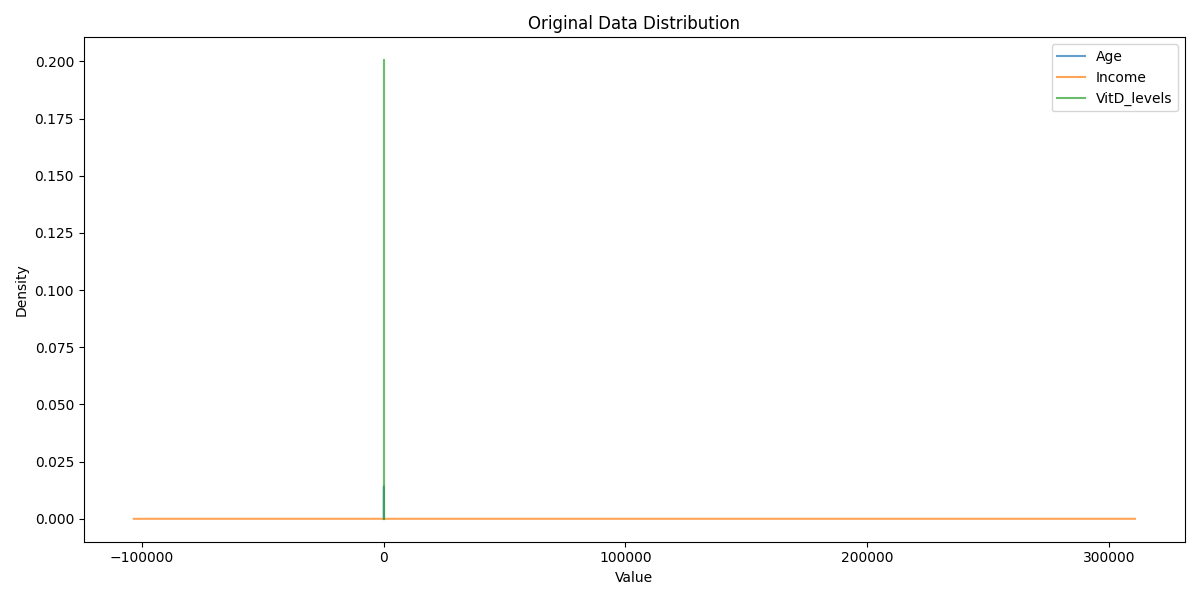 Original Data Distribution
Age
Income
VitD_levels
Density
0.200
0.175
0.150
0.125
0.100
0.075
0.050
0.025
0.000
−100000 0 100000 200000 300000
Value